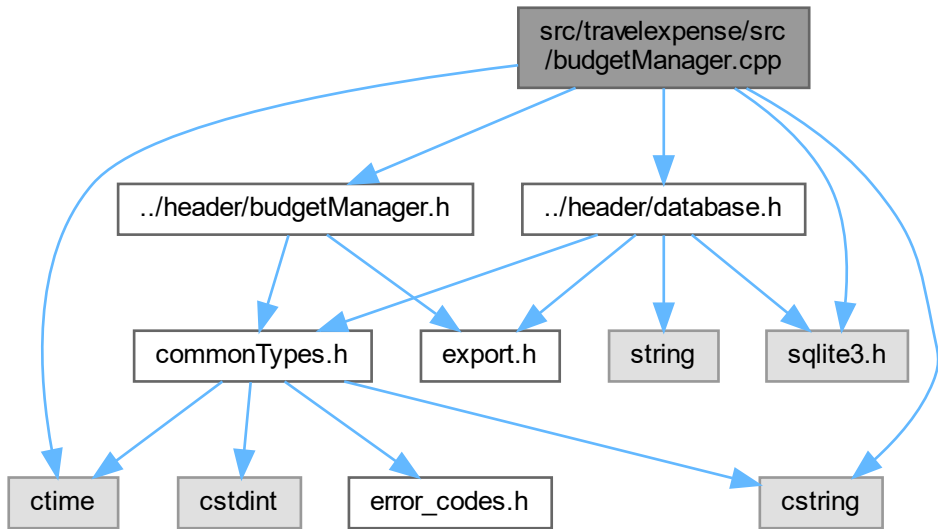 src/travelexpense/src
/budgetManager.cpp
../header/budgetManager.h
../header/database.h
commonTypes.h
export.h
string
sqlite3.h
ctime
cstdint
error_codes.h
cstring